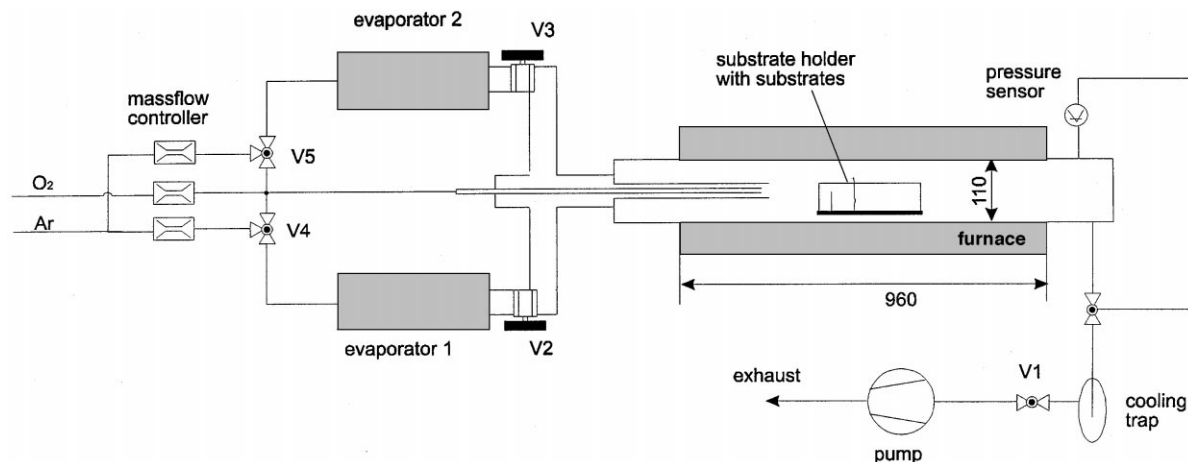 evaporator 2
V3
substrate holder
with substrates
pressure
sensor
massflow
controller
V5
O₂
Ar
V4
110
furnace
960
evaporator 1
V2
exhaust
V1
cooling
trap
pump